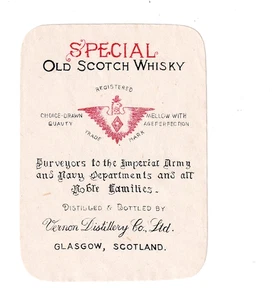 SPECIAL
OLD SCOTCH WHISKY
REGISTERED
CHOICE-DRAWN MELLOW WITH
QUALITY AGE PERFECTION
TRADE MARK
Purveyors to the Imperial Army
and Navy Departments and all
Noble Families.
DISTILLED & BOTTLED BY
Vernon Distillery Co., Ltd.
GLASGOW, SCOTLAND.